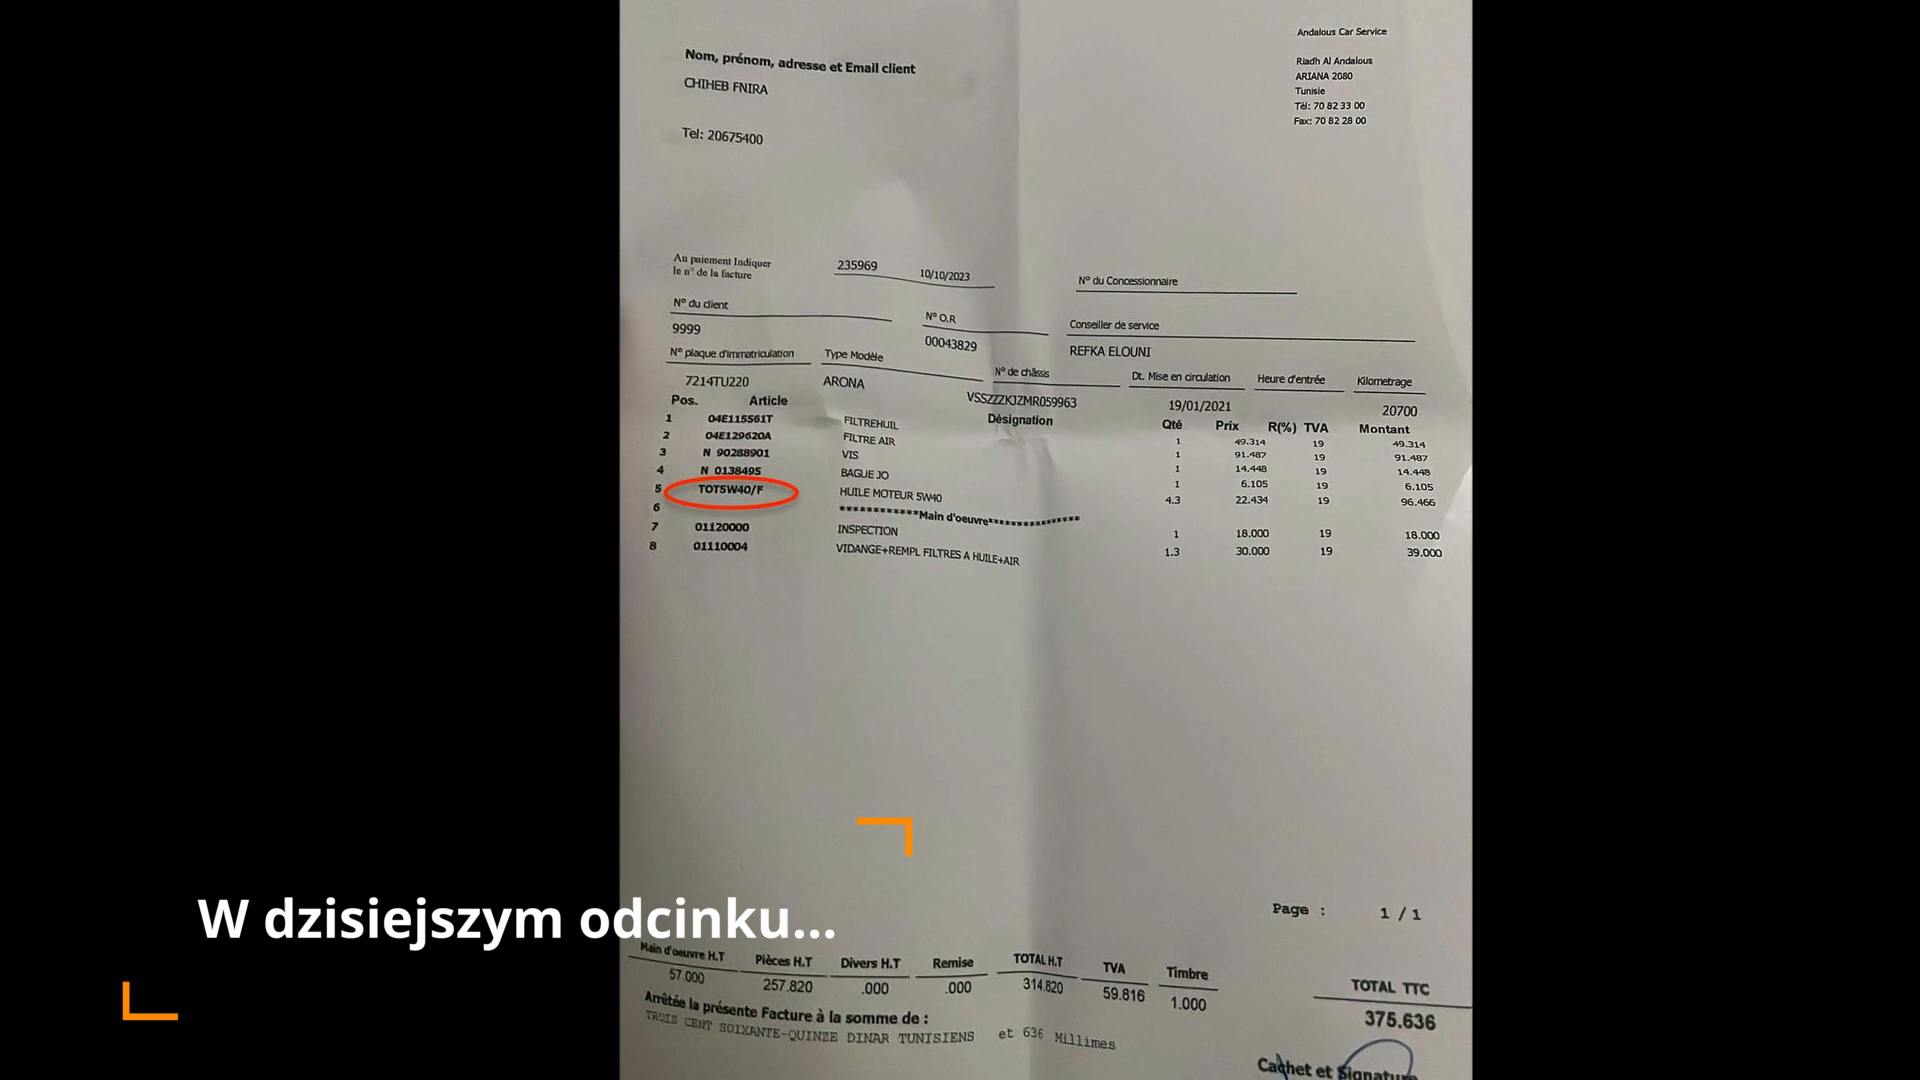 Andalous Car Service
Riadh Al Andalous
ARIANA 2080
Tunisie
Tèl: 70 82 33 00
Fax: 70 82 28 00
Nom, prénom, adresse et Email client
CHIHEB FNIRA
Tel: 20675400
Au paiement Indiquer
le n° de la facture
235969 10/10/2023
N° du Concessionnaire
N° du client N° O.R Conseiller de service
9999 00043829 REFKA ELOUNI
N° plaque d'immatriculation Type Modèle N° de châssis Dt. Mise en circulation Heure d'entrée Kilometrage
7214TU220 ARONA VSSZZZKJZMR059963 19/01/2021 20700
Pos. Article Désignation Qté Prix R(%) TVA Montant
1 04E115561T FILTREHUIL 1 49.314 19 49.314
2 04E129620A FILTRE AIR 1 91.487 19 91.487
3 N 90288901 VIS 1 14.448 19 14.448
4 N 0138495 BAGUE JO 1 6.105 19 6.105
5 TOT5W40/F HUILE MOTEUR 5W40 4.3 22.434 19 96.466
6 ************Main d'oeuvre*****************
7 01120000 INSPECTION 1 18.000 19 18.000
8 01110004 VIDANGE+REMPL FILTRES A HUILE+AIR 1.3 30.000 19 39.000
W dzisiejszym odcinku...
Page : 1 / 1
Main d'oeuvre H.T Pièces H.T Divers H.T Remise TOTAL H.T TVA Timbre TOTAL TTC
57.000 257.820 .000 .000 314.820 59.816 1.000 375.636
Arrêtée la présente Facture à la somme de :
TROIS CENT SOIXANTE-QUINZE DINAR TUNISIENS et 636 Millimes
Cachet et Signature